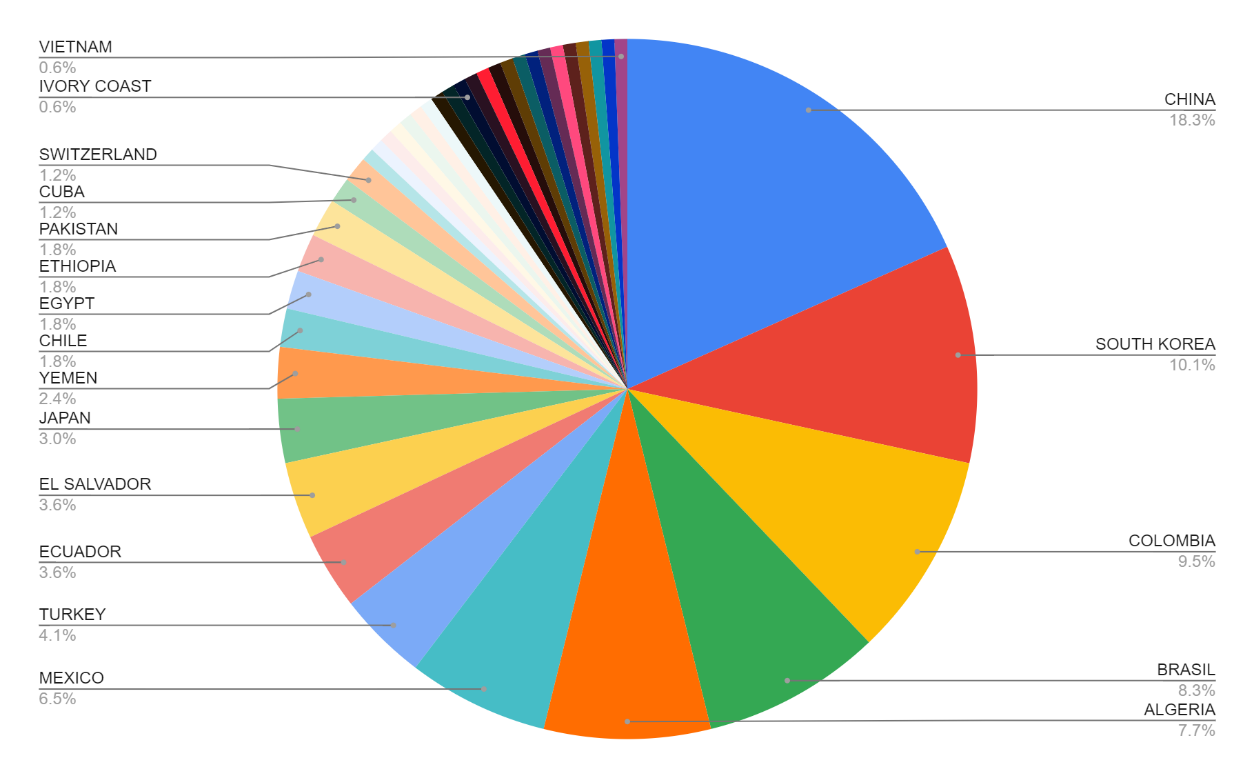 VIETNAM
0.6%
IVORY COAST
0.6%
SWITZERLAND
1.2%
CUBA
1.2%
PAKISTAN
1.8%
ETHIOPIA
1.8%
EGYPT
1.8%
CHILE
1.8%
YEMEN
2.4%
JAPAN
3.0%
EL SALVADOR
3.6%
ECUADOR
3.6%
TURKEY
4.1%
MEXICO
6.5%
CHINA
18.3%
SOUTH KOREA
10.1%
COLOMBIA
9.5%
BRASIL
8.3%
ALGERIA
7.7%